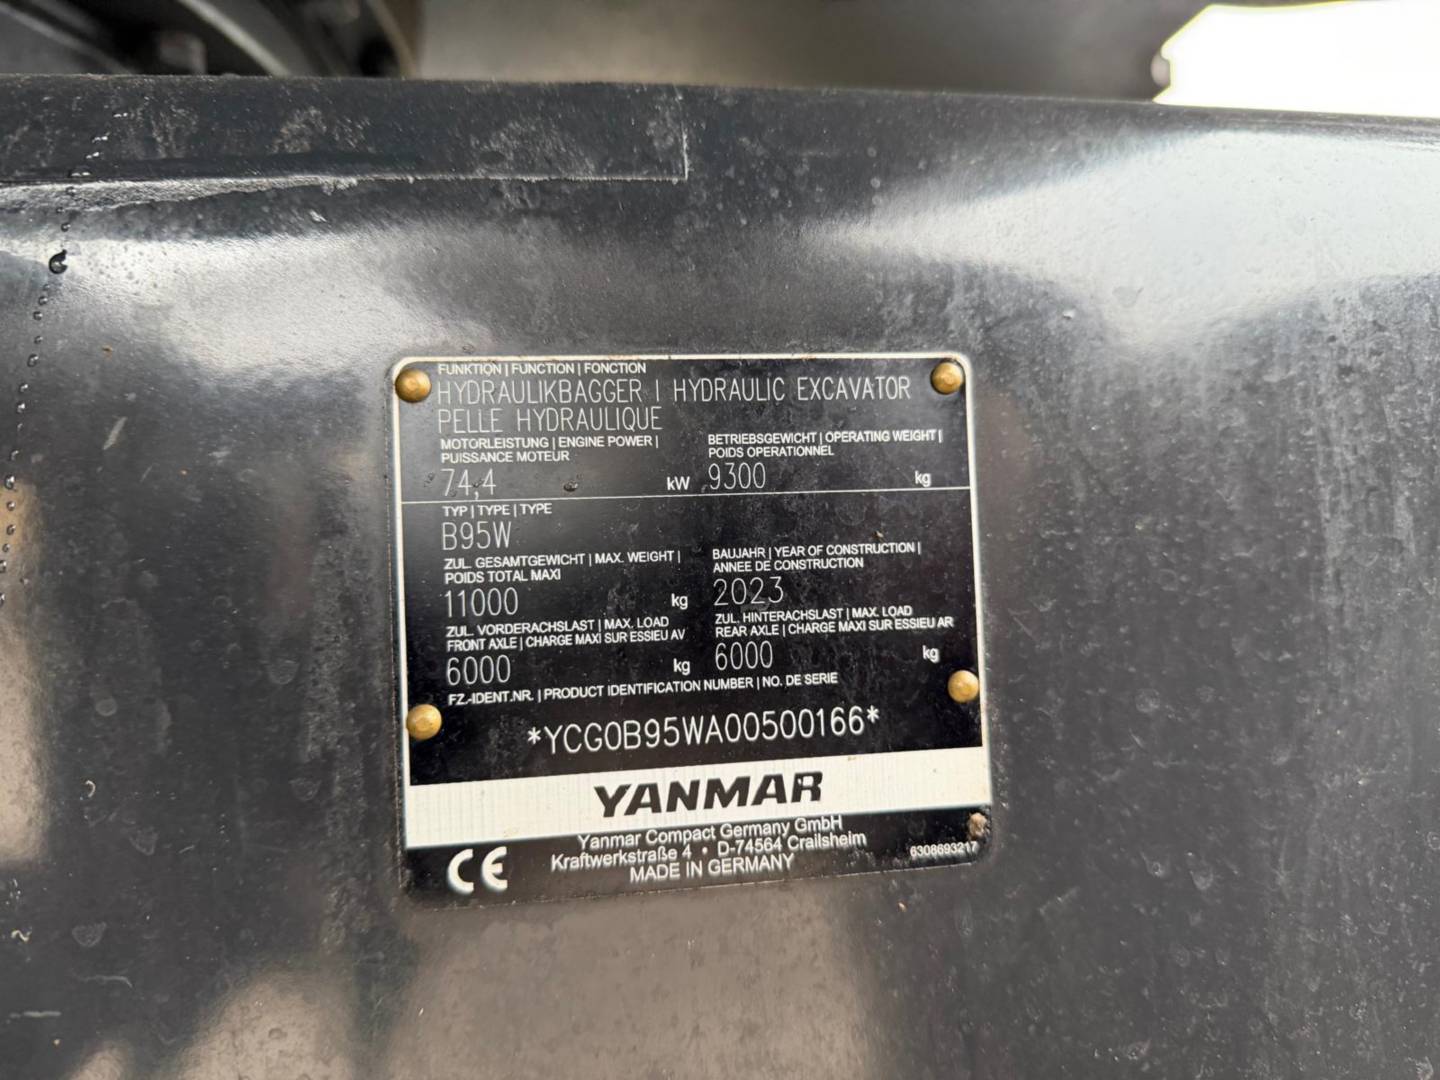 FUNKTION | FUNCTION | FONCTION
HYDRAULIKBAGGER | HYDRAULIC EXCAVATOR
PELLE HYDRAULIQUE
MOTORLEISTUNG | ENGINE POWER |
PUISSANCE MOTEUR
BETRIEBSGEWICHT | OPERATING WEIGHT |
POIDS OPERATIONNEL
74,4 kW 9300 kg
TYP | TYPE | TYPE
B95W
ZUL. GESAMTGEWICHT | MAX. WEIGHT |
POIDS TOTAL MAXI
BAUJAHR | YEAR OF CONSTRUCTION |
ANNEE DE CONSTRUCTION
11000 kg 2023
ZUL. VORDERACHSLAST | MAX. LOAD
FRONT AXLE | CHARGE MAXI SUR ESSIEU AV
ZUL. HINTERACHSLAST | MAX. LOAD
REAR AXLE | CHARGE MAXI SUR ESSIEU AR
6000 kg 6000 kg
FZ.-IDENT.NR. | PRODUCT IDENTIFICATION NUMBER | NO. DE SERIE
*YCG0B95WA00500166*
YANMAR
Yanmar Compact Germany GmbH
Kraftwerkstraße 4 • D-74564 Crailsheim
MADE IN GERMANY
CE
6308693217